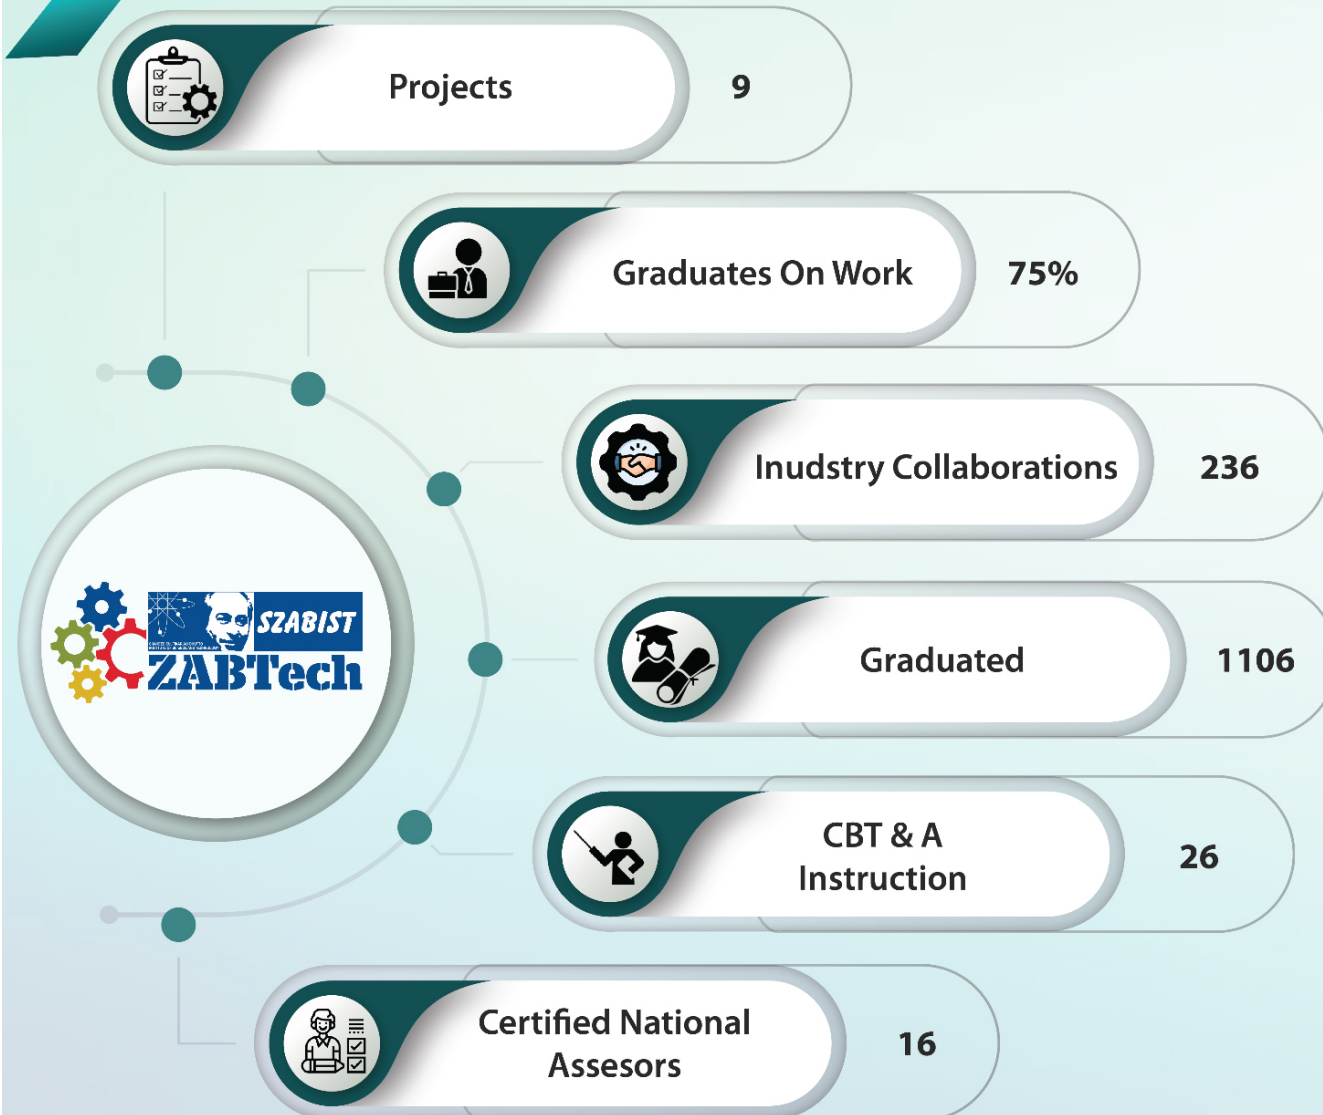 Projects
9
Graduates On Work
75%
Inudstry Collaborations
236
SZABIST
ZABTech
Graduated
1106
CBT & A
Instruction
26
Certified National
Assesors
16